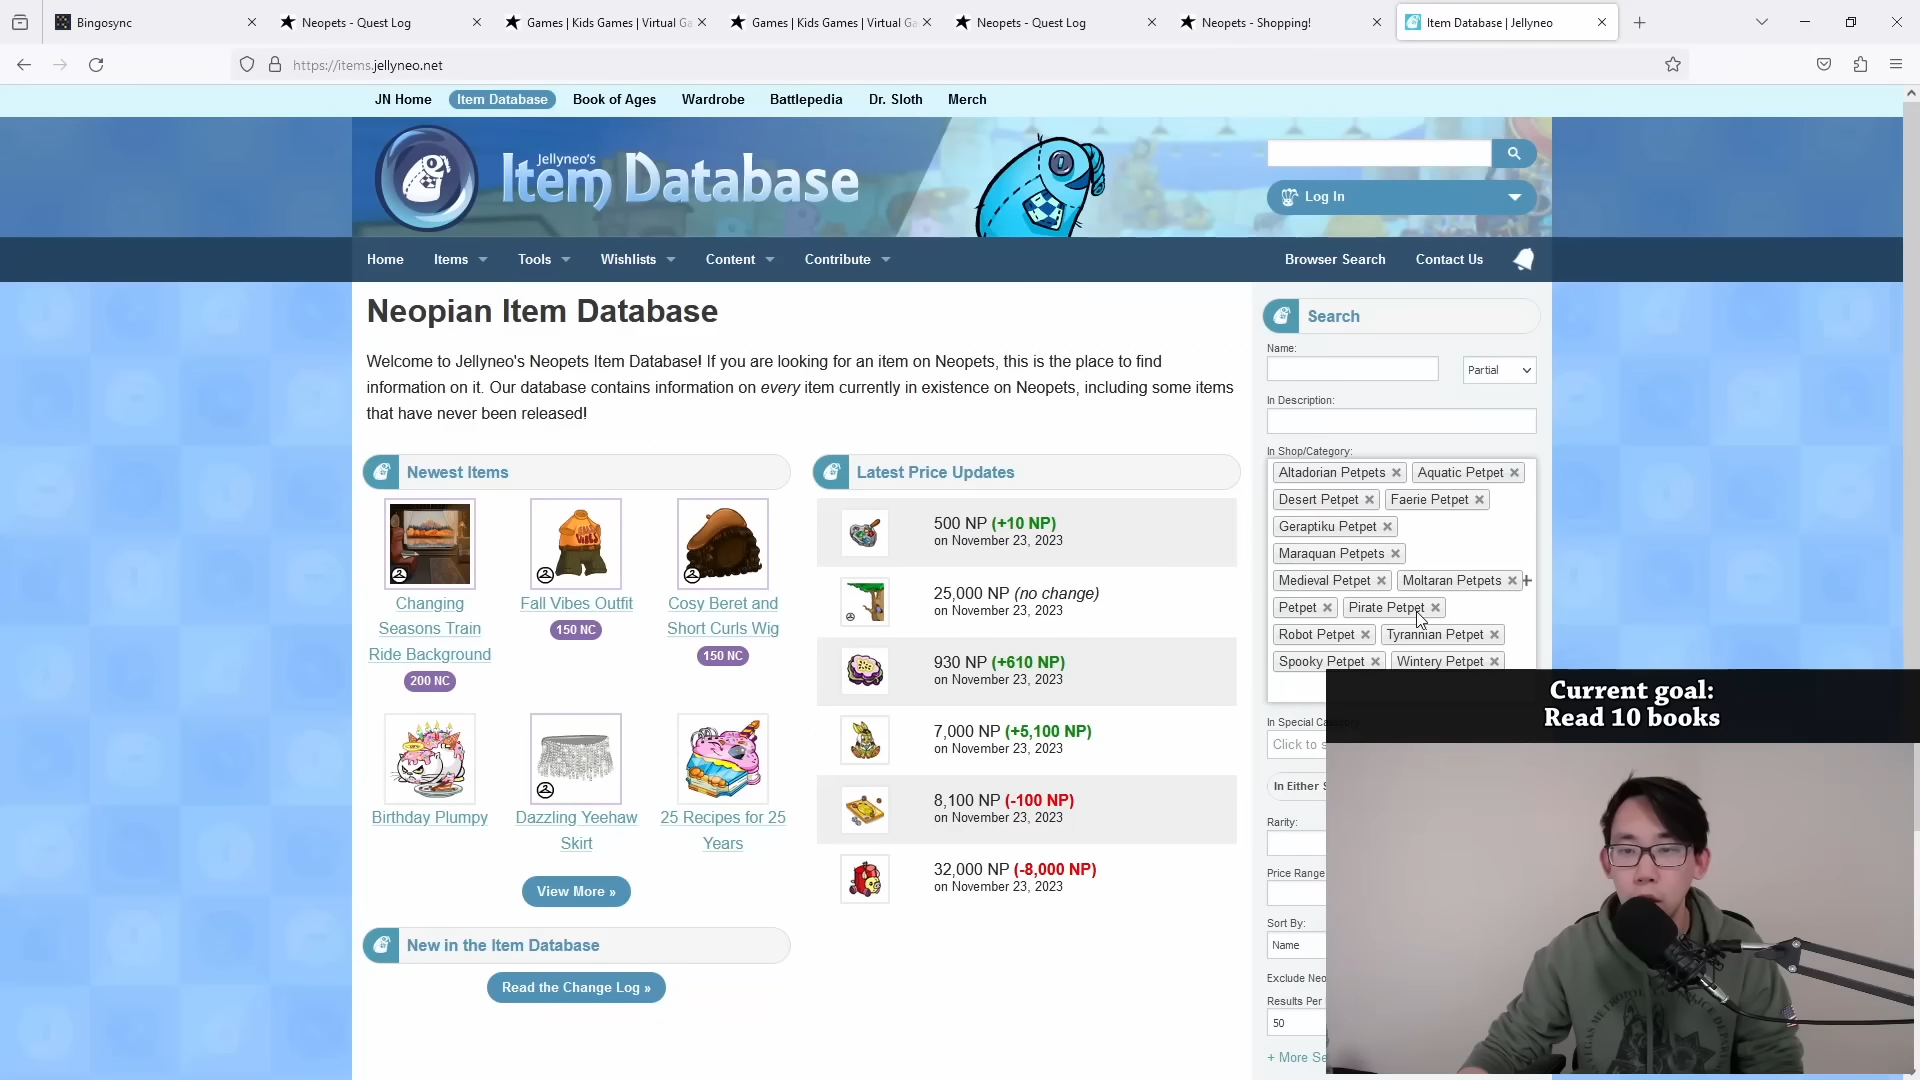 Bingosync
Neopets - Quest Log
Games | Kids Games | Virtual Ga
Games | Kids Games | Virtual Ga
Neopets - Quest Log
Neopets - Shopping!
Item Database | Jellyneo
https://items.jellyneo.net
JN Home
Item Database
Book of Ages
Wardrobe
Battlepedia
Dr. Sloth
Merch
Jellyneo's
Item Database
Log In
Home
Items
Tools
Wishlists
Content
Contribute
Browser Search
Contact Us
Neopian Item Database
Welcome to Jellyneo's Neopets Item Database! If you are looking for an item on Neopets, this is the place to find
information on it. Our database contains information on every item currently in existence on Neopets, including some items
that have never been released!
Newest Items
Changing
Seasons Train
Ride Background
200 NC
Fall Vibes Outfit
150 NC
Cosy Beret and
Short Curls Wig
150 NC
Birthday Plumpy
Dazzling Yeehaw
Skirt
25 Recipes for 25
Years
View More »
New in the Item Database
Read the Change Log »
Latest Price Updates
500 NP (+10 NP)
on November 23, 2023
25,000 NP (no change)
on November 23, 2023
930 NP (+610 NP)
on November 23, 2023
7,000 NP (+5,100 NP)
on November 23, 2023
8,100 NP (-100 NP)
on November 23, 2023
32,000 NP (-8,000 NP)
on November 23, 2023
Search
Name:
Partial
In Description:
In Shop/Category:
Altadorian Petpets
Aquatic Petpet
Desert Petpet
Faerie Petpet
Geraptiku Petpet
Maraquan Petpets
Medieval Petpet
Moltaran Petpets
Petpet
Pirate Petpet
Robot Petpet
Tyrannian Petpet
Spooky Petpet
Wintery Petpet
In Special Category
Click to s
In Either S
Rarity:
Price Range
Sort By:
Name
Exclude Neo
Results Per
50
+ More Se
Current goal:
Read 10 books